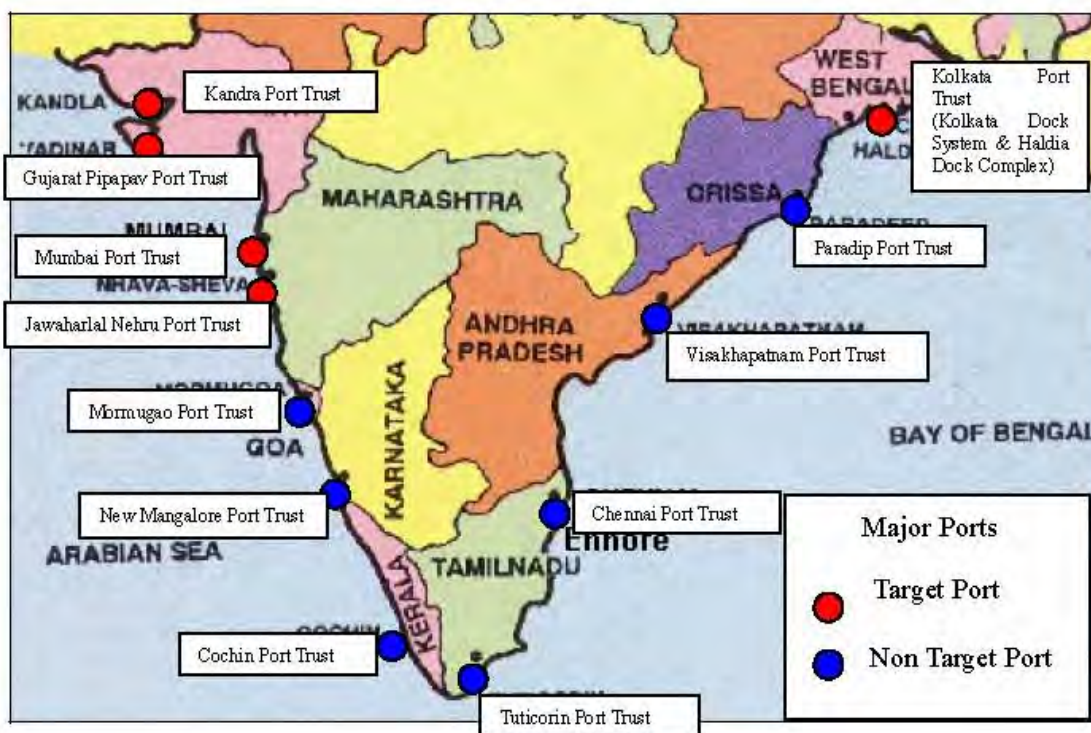 WEST
BENGAL
Kolkata Port
Trust
(Kolkata Dock
System & Haldia
Dock Complex)
KANDLA
Kandra Port Trust
HALD
Gujarat Pipapav Port Trust
MAHARASHTRA
ORISSA
Mumbai Port Trust
Paradip Port Trust
NHAVA-SHEVA
Jawaharlal Nehru Port Trust
ANDHRA
PRADESH
Visakhapatnam Port Trust
Mormugao Port Trust
GOA
KARNATAKA
BAY OF BENGAL
New Mangalore Port Trust
Chennai Port Trust
Ennore
ARABIAN SEA
TAMILNADU
KERALA
Cochin Port Trust
Tuticorin Port Trust
Major Ports
Target Port
Non Target Port